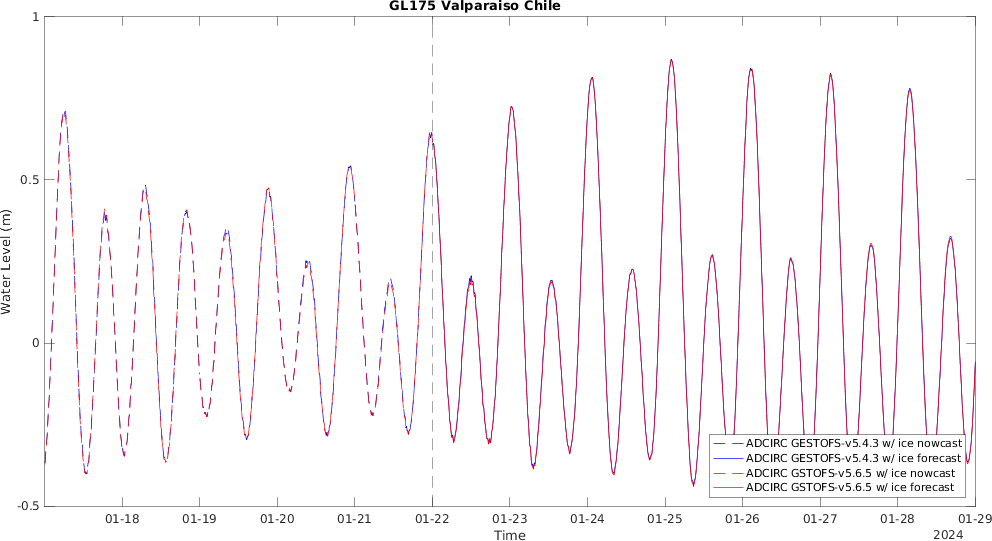 GL175 Valparaiso Chile
1
0.5
0
-0.5
Water Level (m)
01-18 01-19 01-20 01-21 01-22 01-23 01-24 01-25 01-26 01-27 01-28 01-29
Time
2024
ADCIRC GESTOFS-v5.4.3 w/ ice nowcast
ADCIRC GESTOFS-v5.4.3 w/ ice forecast
ADCIRC GSTOFS-v5.6.5 w/ ice nowcast
ADCIRC GSTOFS-v5.6.5 w/ ice forecast